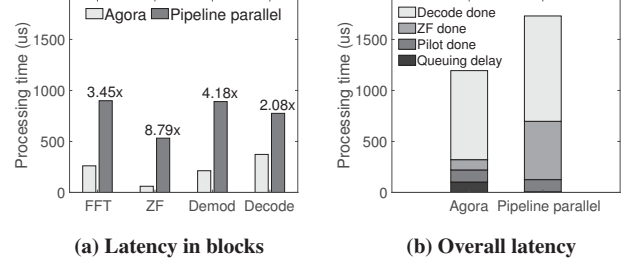 Agora Pipeline parallel
Processing time (us)
1500
1000
500
0
3.45x
8.79x
4.18x
2.08x
FFT ZF Demod Decode
(a) Latency in blocks
Decode done
ZF done
Pilot done
Queuing delay
Processing time (us)
1500
1000
500
0
Agora Pipeline parallel
(b) Overall latency